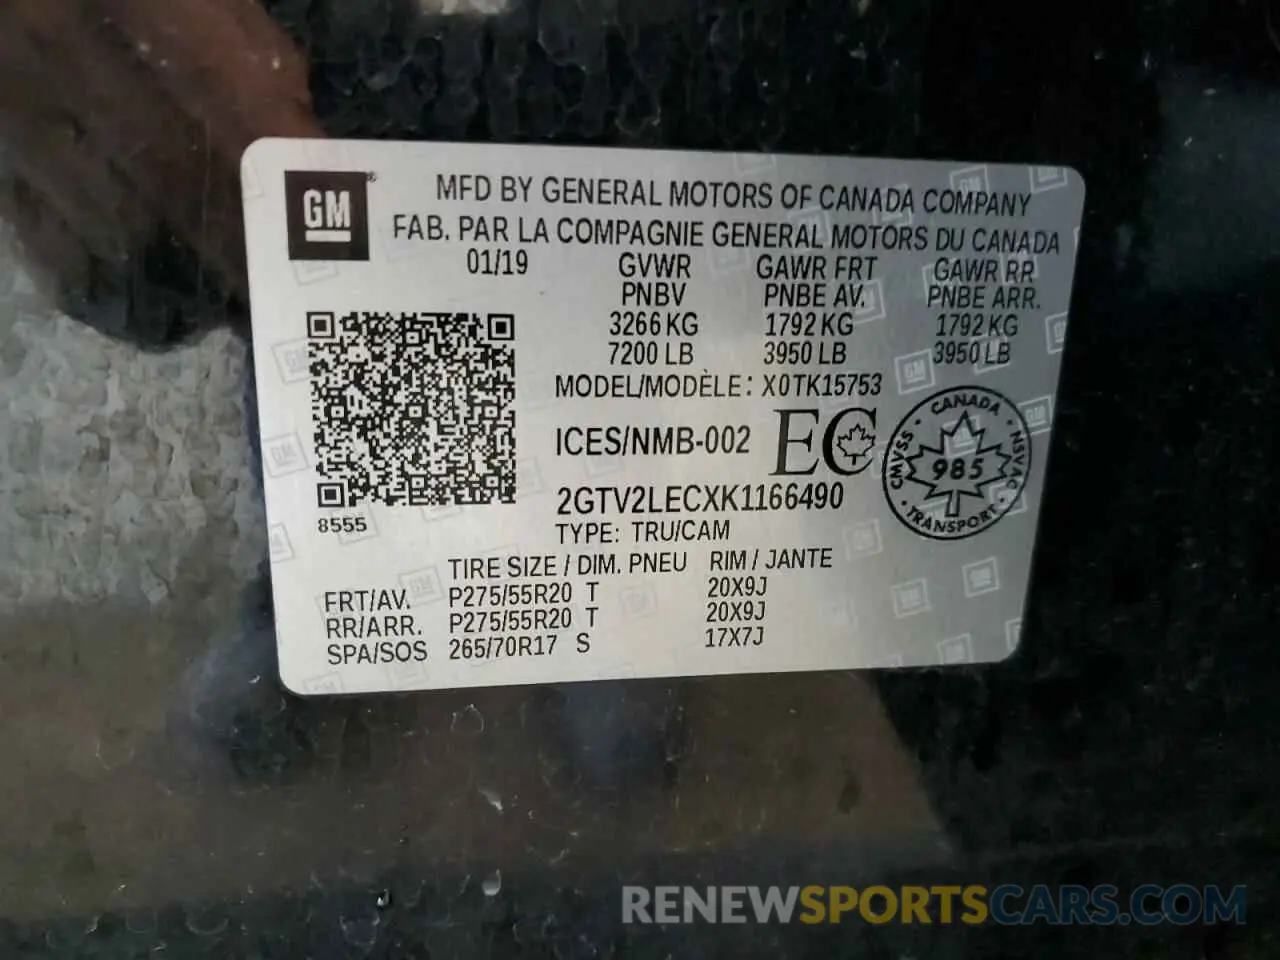 GM®
MFD BY GENERAL MOTORS OF CANADA COMPANY
FAB. PAR LA COMPAGNIE GENERAL MOTORS DU CANADA
01/19 GVWR GAWR FRT GAWR RR
PNBV PNBE AV. PNBE ARR.
3266 KG 1792 KG 1792 KG
7200 LB 3950 LB 3950 LB
MODEL/MODÈLE: X0TK15753
ICES/NMB-002 EC
CANADA
CMVSS 985 NSVAC
TRANSPORT
2GTV2LECXK1166490
8555
TYPE: TRU/CAM
TIRE SIZE / DIM. PNEU RIM / JANTE
FRT/AV. P275/55R20 T 20X9J
RR/ARR. P275/55R20 T 20X9J
SPA/SOS 265/70R17 S 17X7J
RENEWSPORTSCARS.COM